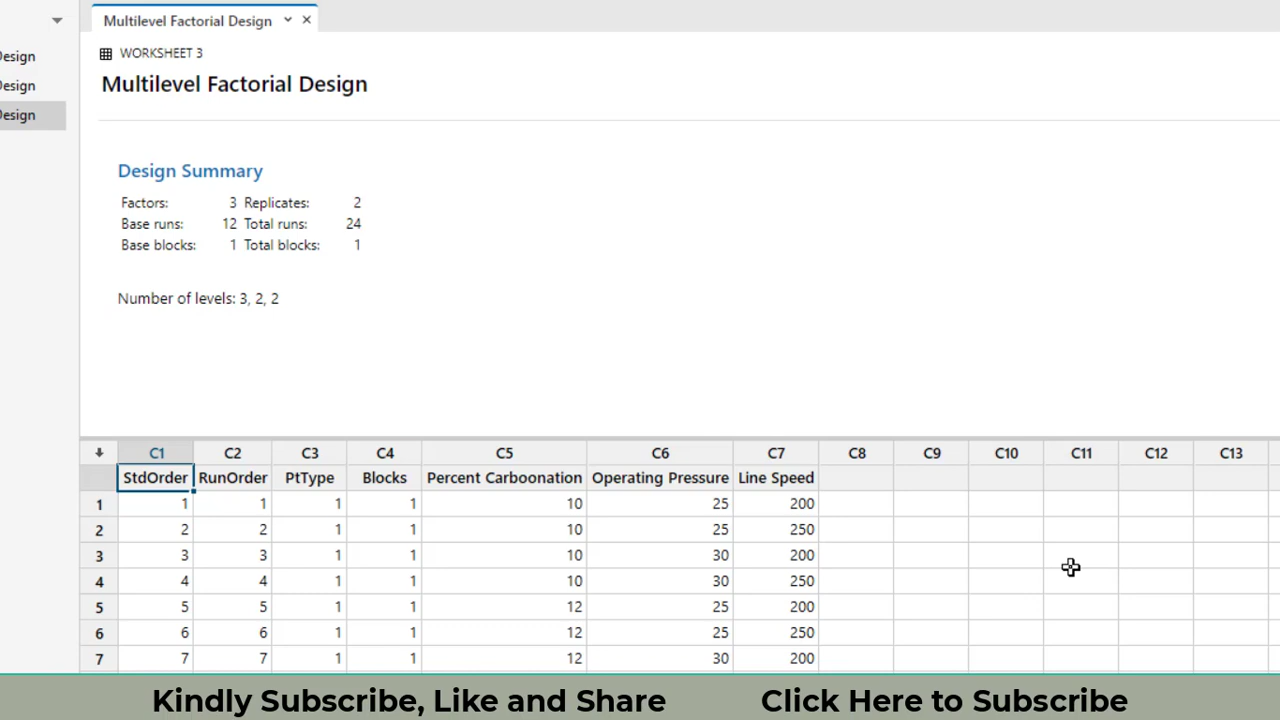 Multilevel Factorial Design
Design
Design
Design
WORKSHEET 3
Multilevel Factorial Design
Design Summary
Factors: 3 Replicates: 2
Base runs: 12 Total runs: 24
Base blocks: 1 Total blocks: 1
Number of levels: 3, 2, 2
C1 C2 C3 C4 C5 C6 C7 C8 C9 C10 C11 C12 C13
StdOrder RunOrder PtType Blocks Percent Carboonation Operating Pressure Line Speed
1 1 1 1 1 10 25 200
2 2 2 1 1 10 25 250
3 3 3 1 1 10 30 200
4 4 4 1 1 10 30 250
5 5 5 1 1 12 25 200
6 6 6 1 1 12 25 250
7 7 7 1 1 12 30 200
Kindly Subscribe, Like and Share Click Here to Subscribe